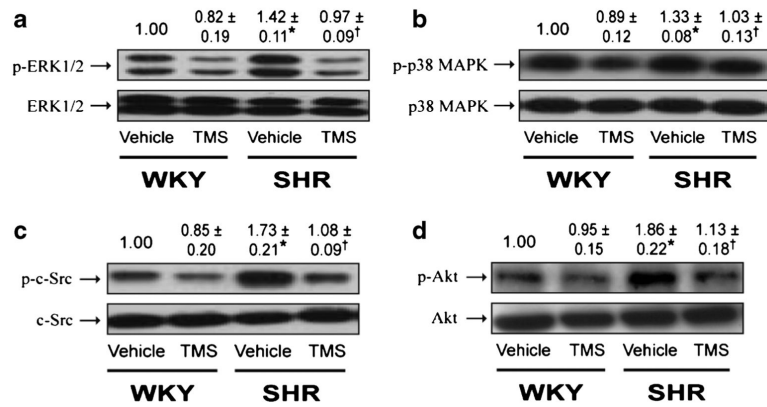 a
1.00 0.82 ± 0.19 1.42 ± 0.11* 0.97 ± 0.09†
p-ERK1/2 →
ERK1/2 →
Vehicle TMS Vehicle TMS
WKY SHR
b
1.00 0.89 ± 0.12 1.33 ± 0.08* 1.03 ± 0.13†
p-p38 MAPK →
p38 MAPK →
Vehicle TMS Vehicle TMS
WKY SHR
c
1.00 0.85 ± 0.20 1.73 ± 0.21* 1.08 ± 0.09†
p-c-Src →
c-Src →
Vehicle TMS Vehicle TMS
WKY SHR
d
1.00 0.95 ± 0.15 1.86 ± 0.22* 1.13 ± 0.18†
p-Akt →
Akt →
Vehicle TMS Vehicle TMS
WKY SHR